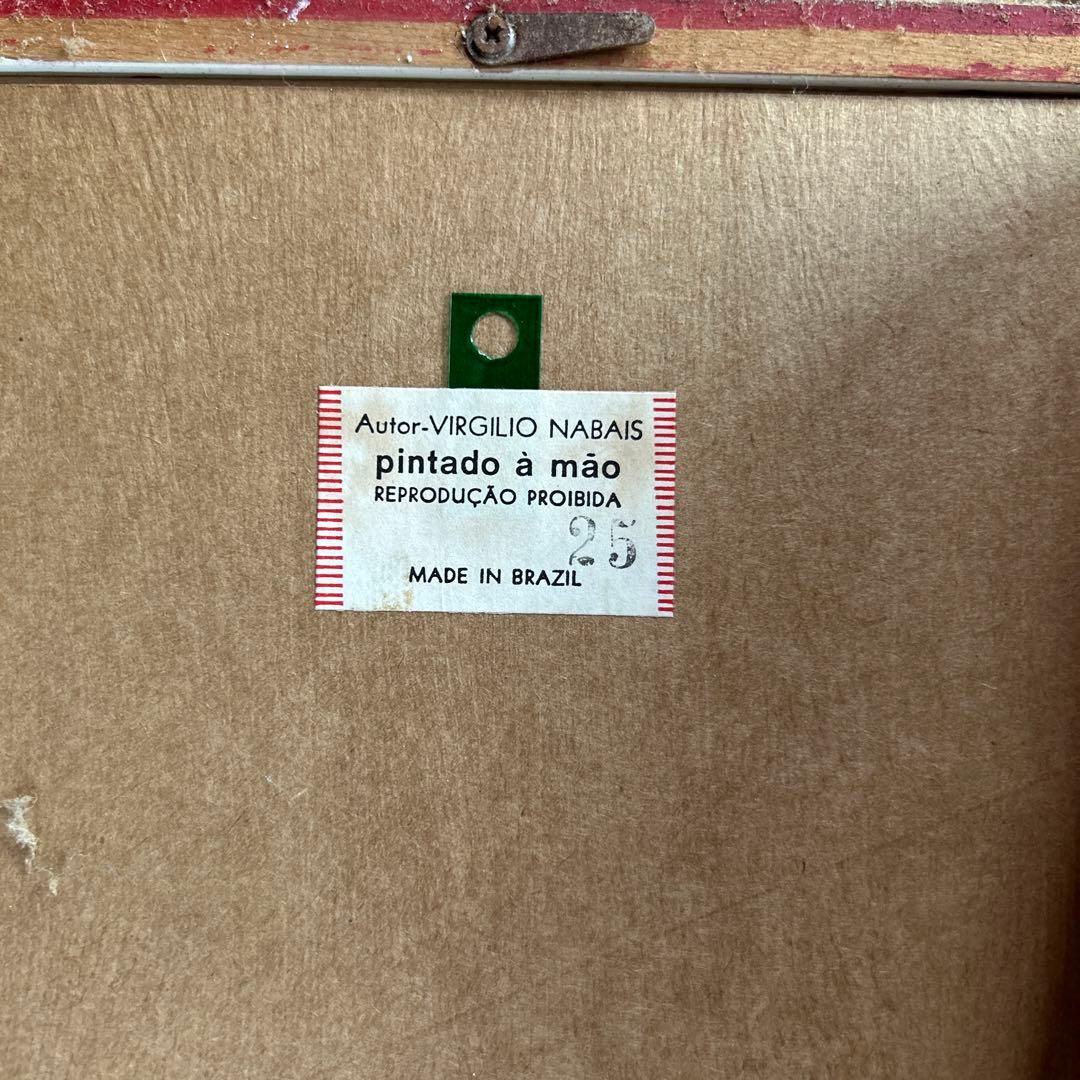 Autor-VIRGILIO NABAIS
pintado à mão
REPRODUÇÃO PROIBIDA
25
MADE IN BRAZIL